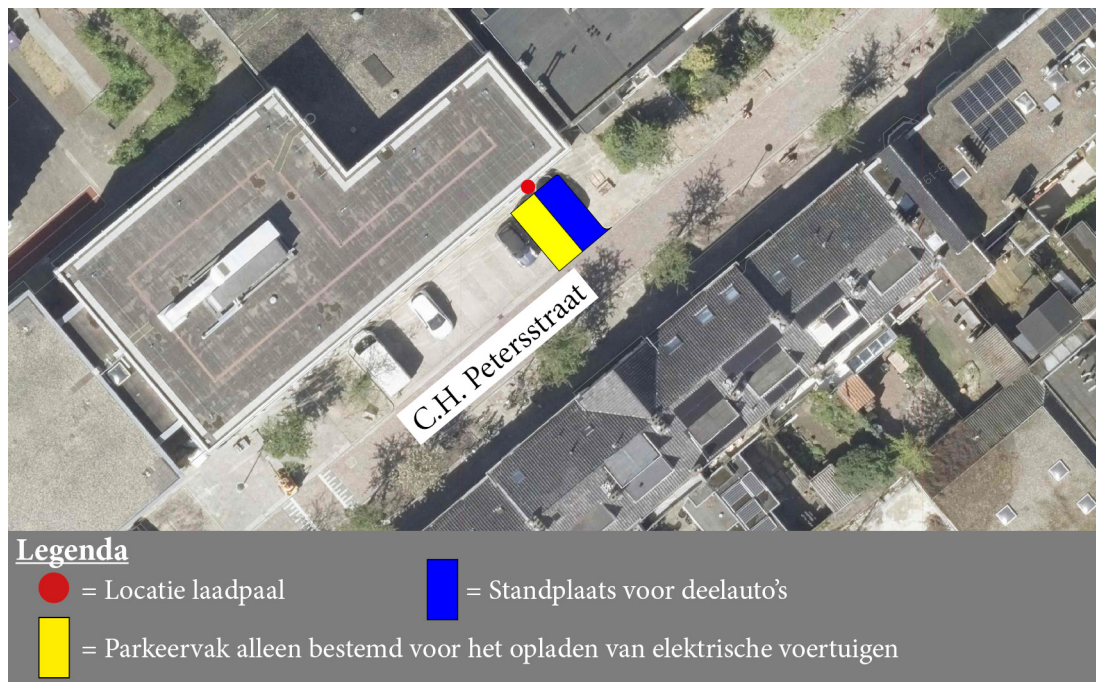 C.H. Petersstraat
Legenda
= Locatie laadpaal
= Standplaats voor deelauto's
= Parkeervak alleen bestemd voor het opladen van elektrische voertuigen